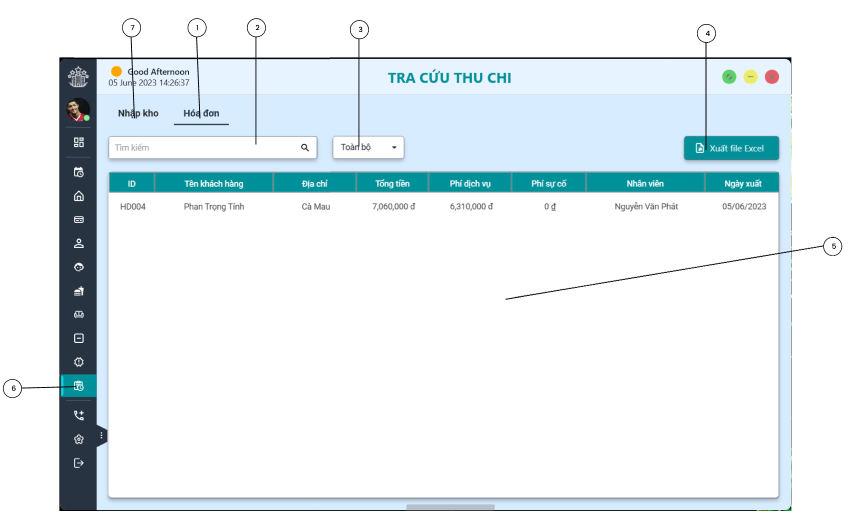 7 1 2 3 4
Good Afternoon
05 June 2023 14:26:37
TRA CỨU THU CHI
Nhập kho Hóa đơn
Tìm kiếm Toàn bộ Xuất file Excel
ID Tên khách hàng Địa chỉ Tổng tiền Phí dịch vụ Phí sự cố Nhân viên Ngày xuất
HD004 Phan Trọng Tính Cà Mau 7,060,000 đ 6,310,000 đ 0 ₫ Nguyễn Văn Phát 05/06/2023
5
6